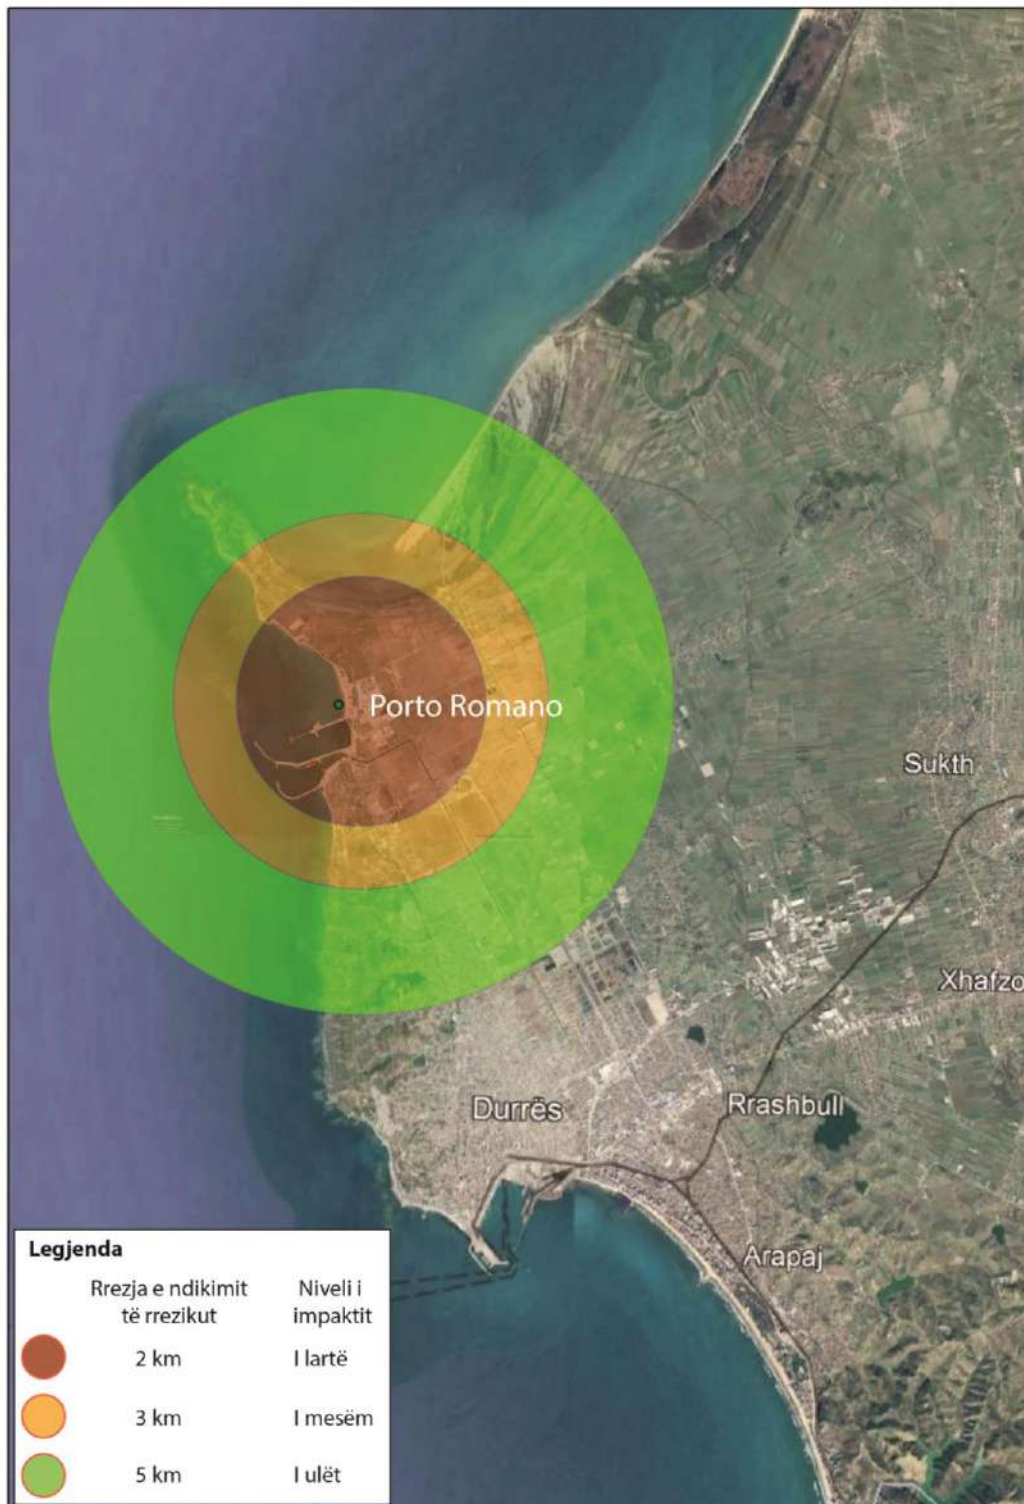 Porto Romano
Sukth
Xhafzo
Durrës
Rrashbull
Arapaj
Legjenda
Rrezja e ndikimit Niveli i
të rrezikut impaktit
2 km I lartë
3 km I mesëm
5 km I ulët